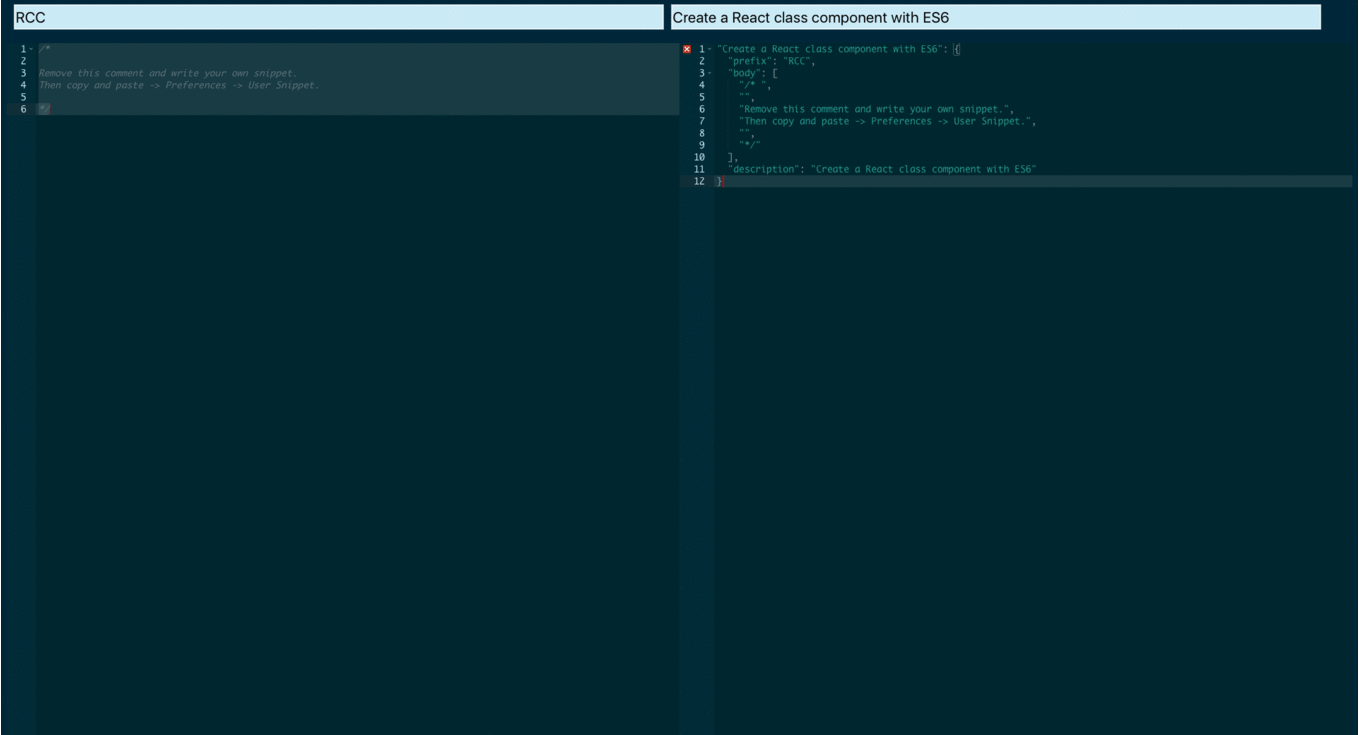 RCC
Create a React class component with ES6
1 /*
2
3 Remove this comment and write your own snippet.
4 Then copy and paste -> Preferences -> User Snippet.
5
6 */
1 "Create a React class component with ES6": {
2 "prefix": "RCC",
3 "body": [
4 "/* ",
5 "",
6 "Remove this comment and write your own snippet.",
7 "Then copy and paste -> Preferences -> User Snippet.",
8 "",
9 "*/"
10 ],
11 "description": "Create a React class component with ES6"
12 }